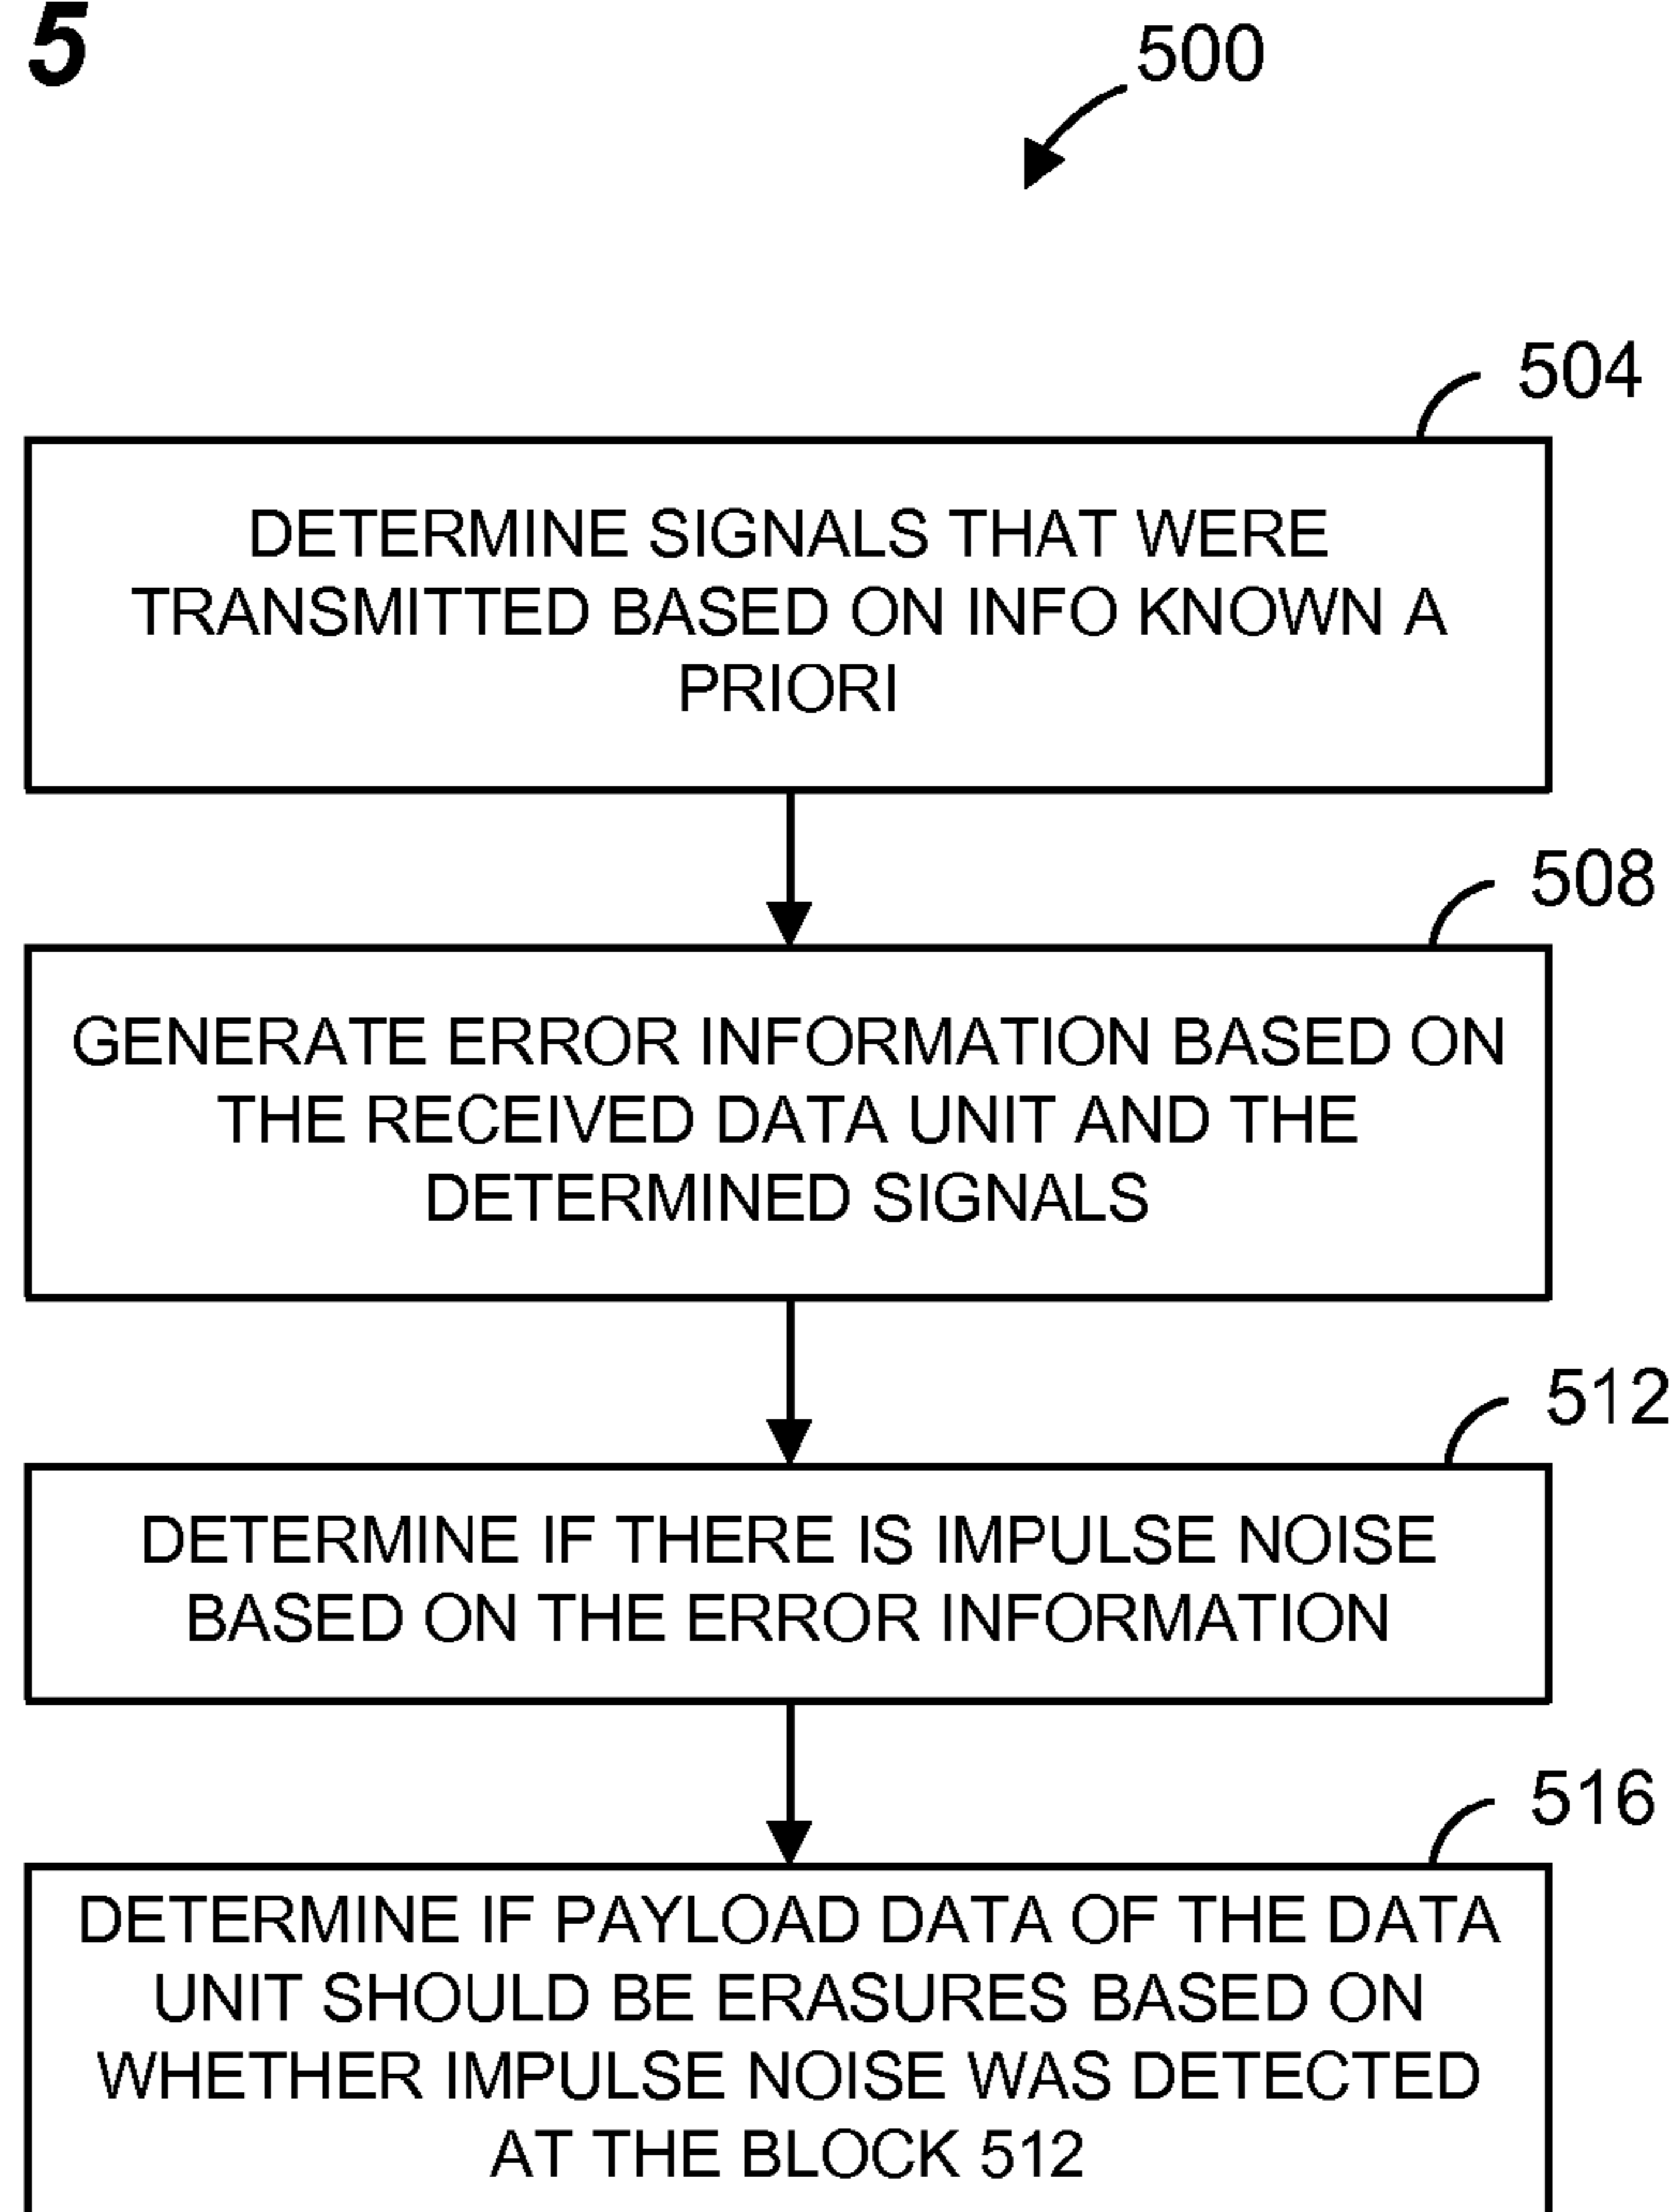 5
500
504
DETERMINE SIGNALS THAT WERE
TRANSMITTED BASED ON INFO KNOWN A
PRIORI
508
GENERATE ERROR INFORMATION BASED ON
THE RECEIVED DATA UNIT AND THE
DETERMINED SIGNALS
512
DETERMINE IF THERE IS IMPULSE NOISE
BASED ON THE ERROR INFORMATION
516
DETERMINE IF PAYLOAD DATA OF THE DATA
UNIT SHOULD BE ERASURES BASED ON
WHETHER IMPULSE NOISE WAS DETECTED
AT THE BLOCK 512